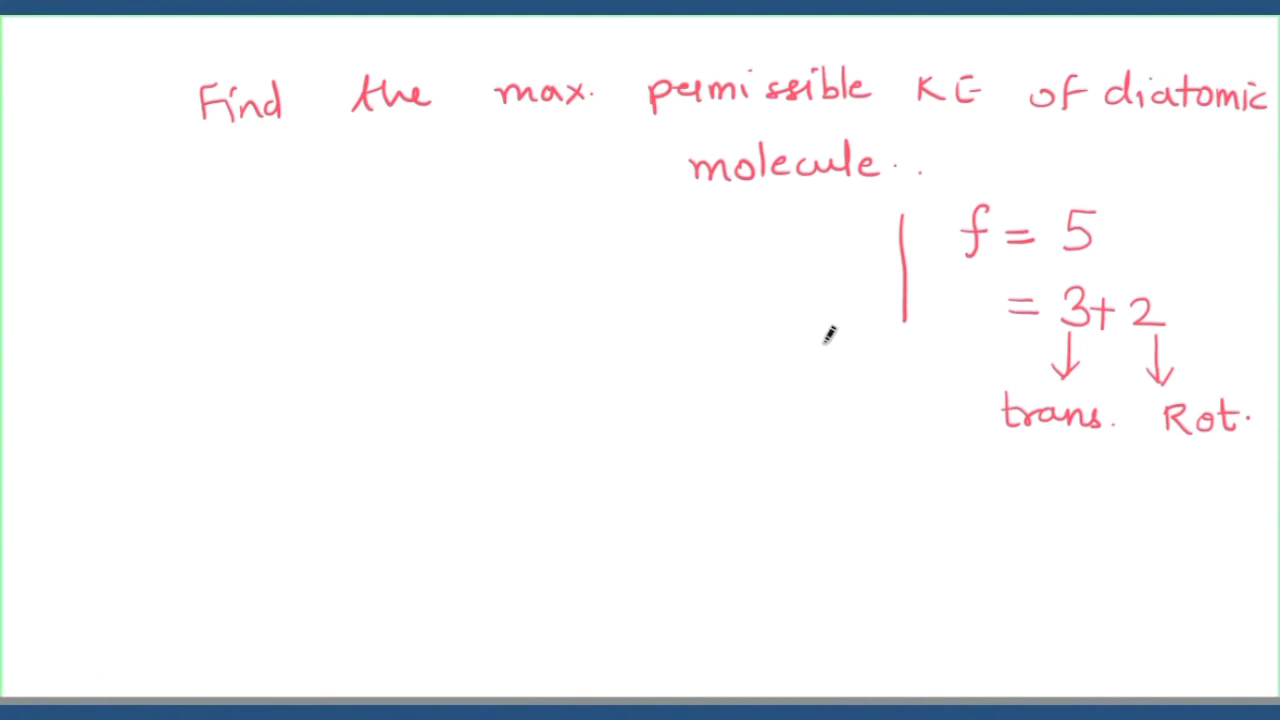 Find the max. permissible KE of diatomic
molecule..
f = 5
= 3+2
trans. Rot.